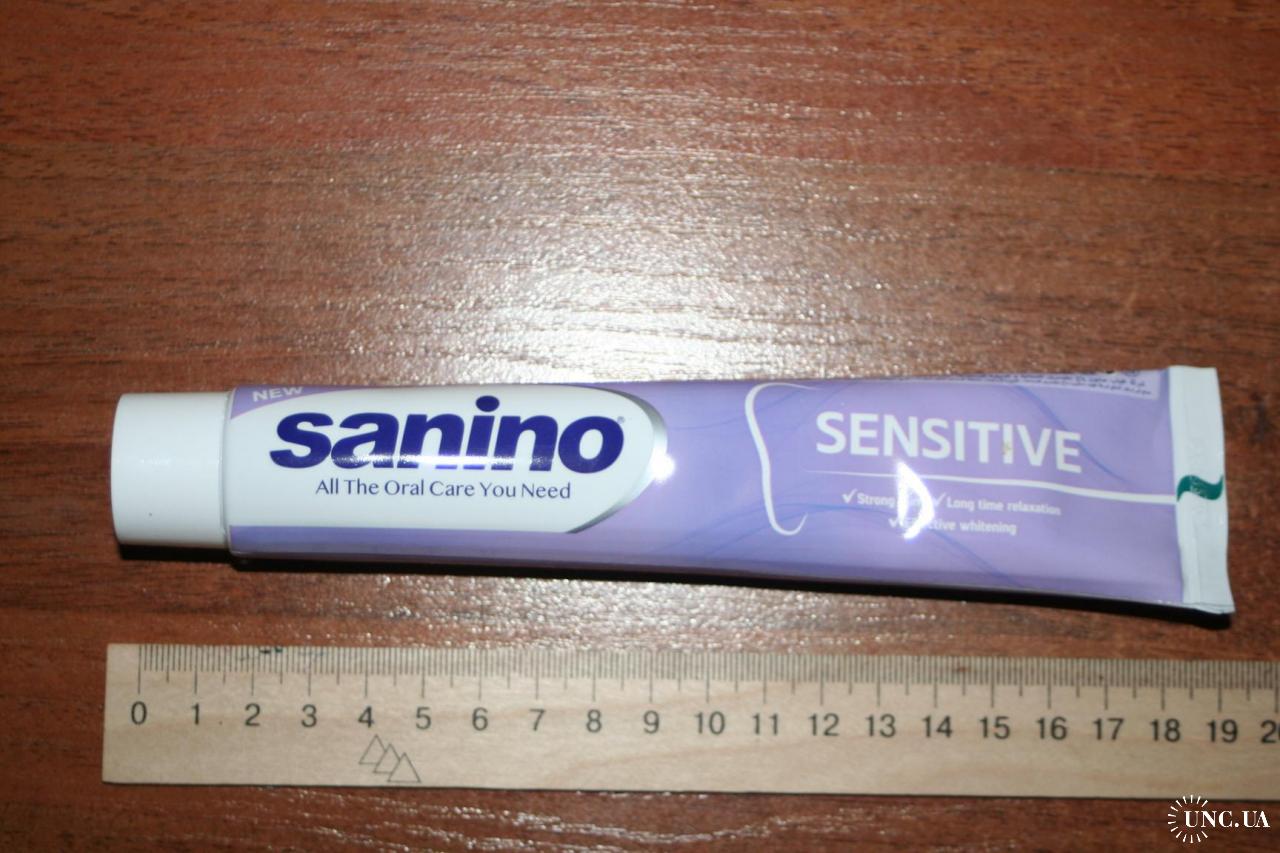 NEW
sanino®
All The Oral Care You Need
SENSITIVE
✓Strong ✓Long time relaxation
✓ whitening
0 1 2 3 4 5 6 7 8 9 10 11 12 13 14 15 16 17 18 19 20
UNC.UA